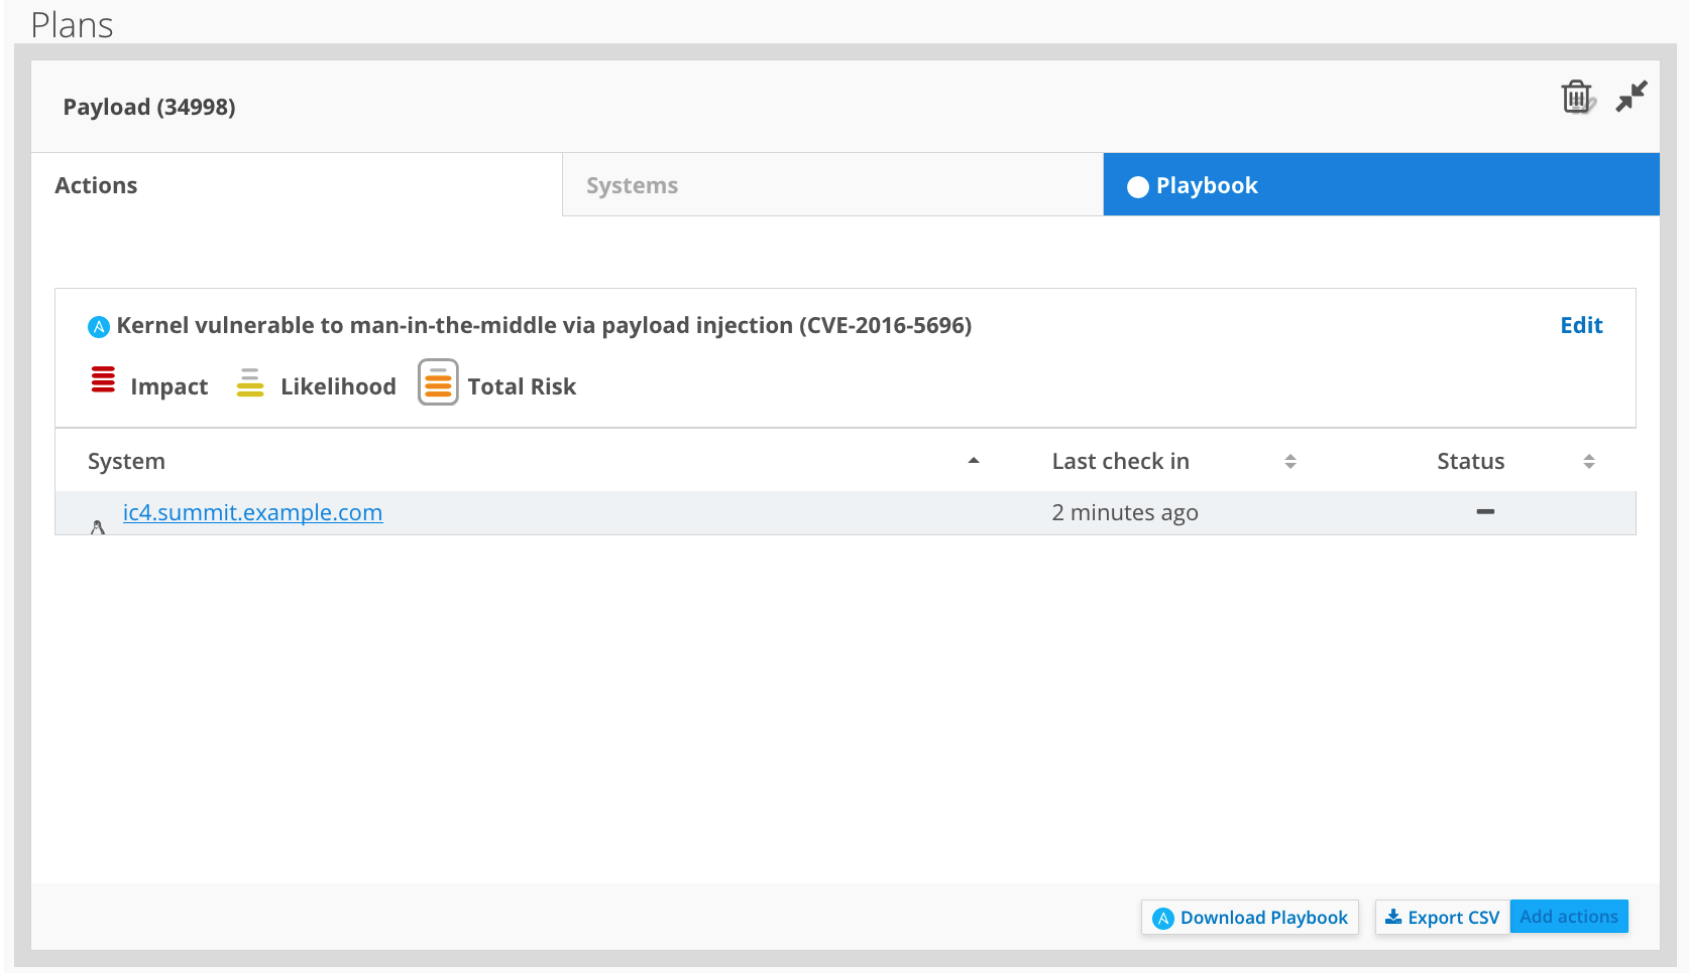 Plans
Payload (34998)
Actions Systems Playbook
Kernel vulnerable to man-in-the-middle via payload injection (CVE-2016-5696) Edit
Impact Likelihood Total Risk
System Last check in Status
ic4.summit.example.com 2 minutes ago
Download Playbook Export CSV Add actions